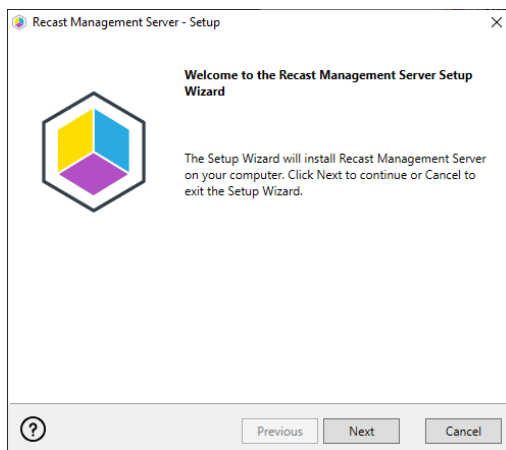 Recast Management Server - Setup
Welcome to the Recast Management Server Setup
Wizard
The Setup Wizard will install Recast Management Server
on your computer. Click Next to continue or Cancel to
exit the Setup Wizard.
?
Previous
Next
Cancel